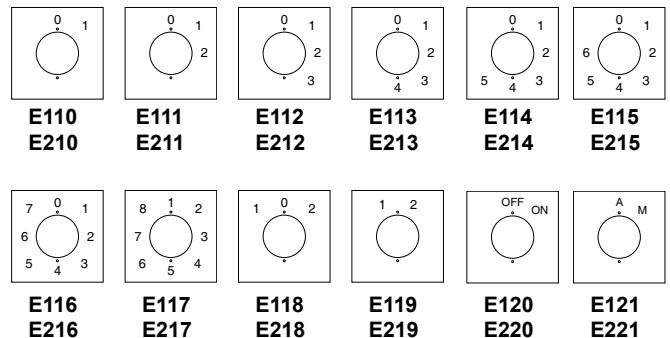 0 1
0 1 2
0 1 2 3
0 1 2 3 4
0 1 2 3 4 5
0 1 2 3 4 5 6
E110 E111 E112 E113 E114 E115
E210 E211 E212 E213 E214 E215
0 1 2 3 4 5 6 7
1 2 3 4 5 6 7 8
1 0 2
1 2
OFF ON
A M
E116 E117 E118 E119 E120 E121
E216 E217 E218 E219 E220 E221